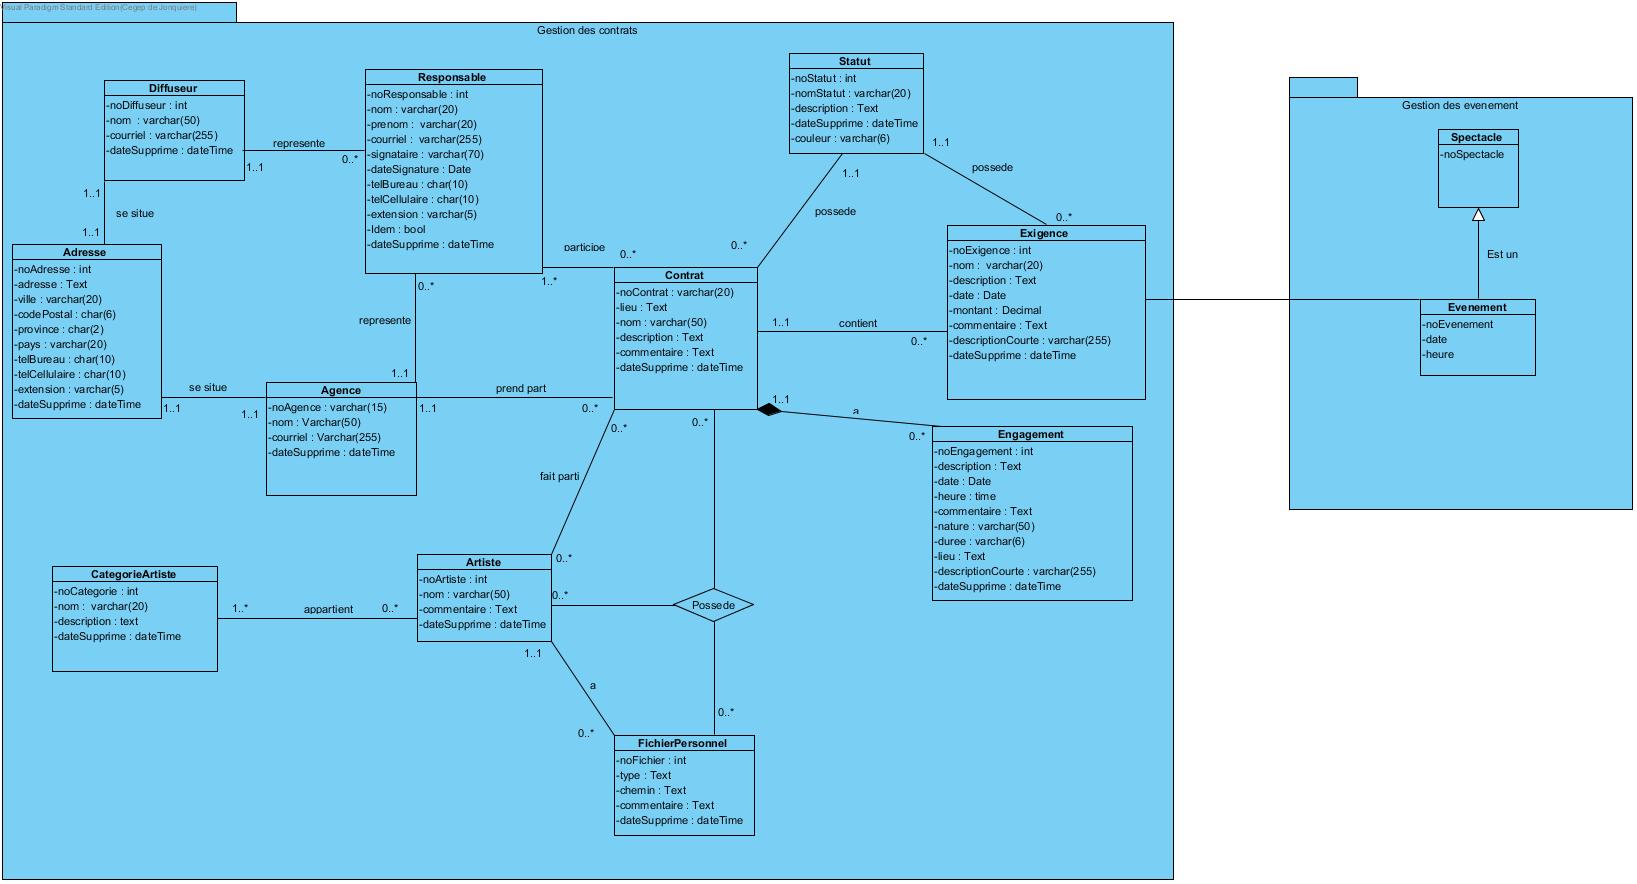 Visual Paradigm Standard Edition(Cegep de Jonquiere)
Gestion des contrats
Diffuseur
-noDiffuseur : int
-nom : varchar(50)
-courriel : varchar(255)
-dateSupprime : dateTime
represente
1..1
0..*
Responsable
-noResponsable : int
-nom : varchar(20)
-prenom : varchar(20)
-courriel : varchar(255)
-signataire : varchar(70)
-dateSignature : Date
-telBureau : char(10)
-telCellulaire : char(10)
-extension : varchar(5)
-Idem : bool
-dateSupprime : dateTime
Statut
-noStatut : int
-nomStatut : varchar(20)
-description : Text
-dateSupprime : dateTime
-couleur : varchar(6)
1..1
possede
0..*
1..1
possede
0..*
1..1
se situe
1..1
Adresse
-noAdresse : int
-adresse : Text
-ville : varchar(20)
-codePostal : char(6)
-province : char(2)
-pays : varchar(20)
-telBureau : char(10)
-telCellulaire : char(10)
-extension : varchar(5)
-dateSupprime : dateTime
participe
0..*
1..*
0..*
represente
1..1
Contrat
-noContrat : varchar(20)
-lieu : Text
-nom : varchar(50)
-description : Text
-commentaire : Text
-dateSupprime : dateTime
1..1
contient
0..*
Exigence
-noExigence : int
-nom : varchar(20)
-description : Text
-date : Date
-montant : Decimal
-commentaire : Text
-descriptionCourte : varchar(255)
-dateSupprime : dateTime
se situe
1..1
1..1
Agence
-noAgence : varchar(15)
-nom : Varchar(50)
-courriel : Varchar(255)
-dateSupprime : dateTime
prend part
1..1
0..*
1..1
a
0..*
Engagement
-noEngagement : int
-description : Text
-date : Date
-heure : time
-commentaire : Text
-nature : varchar(50)
-duree : varchar(6)
-lieu : Text
-descriptionCourte : varchar(255)
-dateSupprime : dateTime
0..*
fait parti
0..*
0..*
CategorieArtiste
-noCategorie : int
-nom : varchar(20)
-description : text
-dateSupprime : dateTime
1..*
appartient
0..*
Artiste
-noArtiste : int
-nom : varchar(50)
-commentaire : Text
-dateSupprime : dateTime
0..*
Possede
0..*
1..1
a
0..*
FichierPersonnel
-noFichier : int
-type : Text
-chemin : Text
-commentaire : Text
-dateSupprime : dateTime
Gestion des evenement
Spectacle
-noSpectacle
Est un
Evenement
-noEvenement
-date
-heure